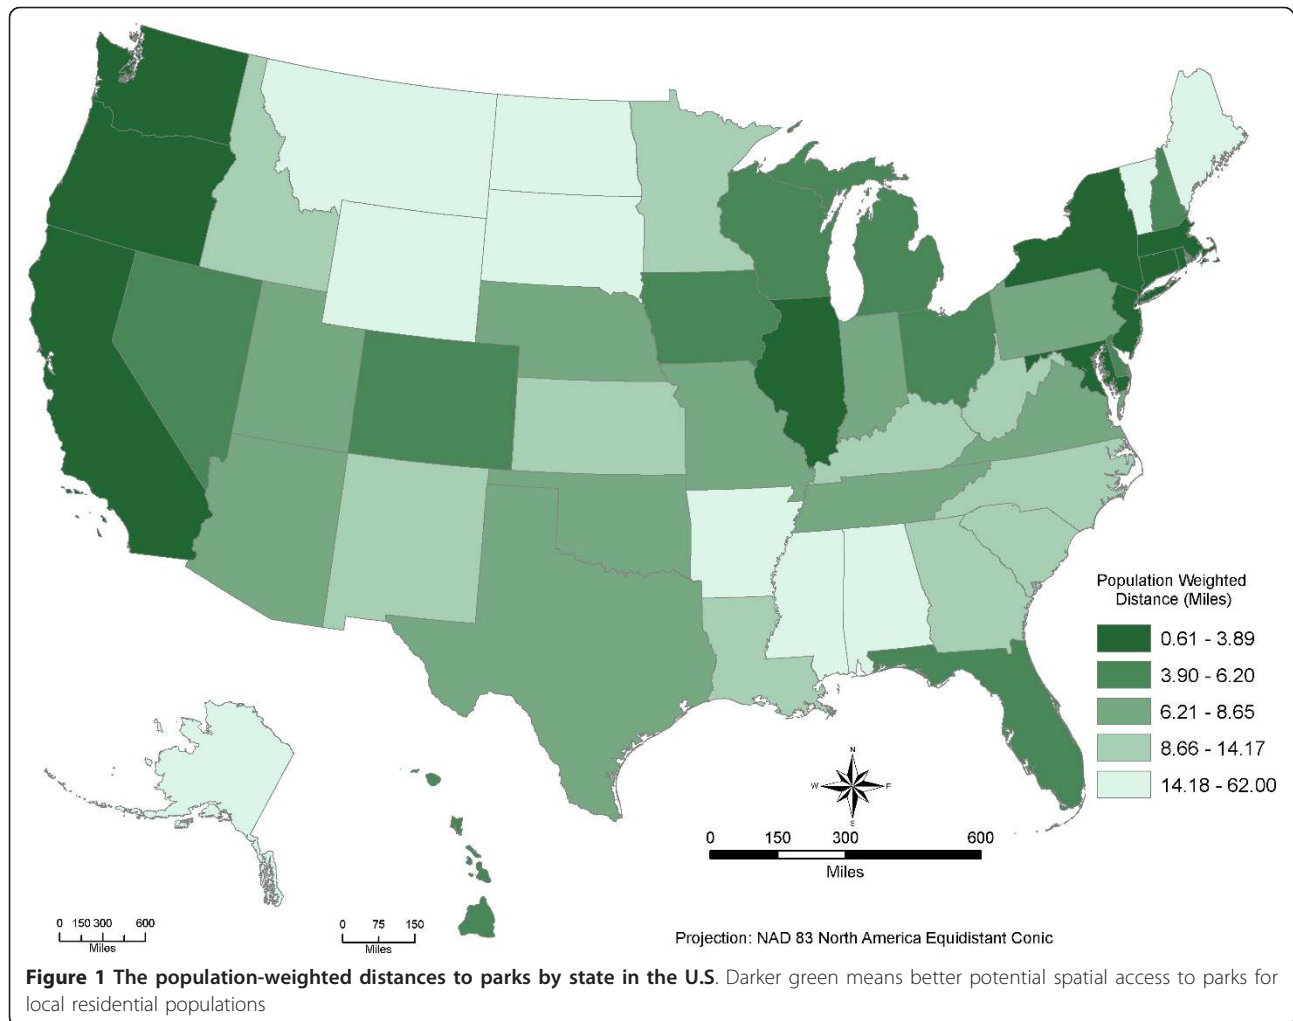 N
W
E
S
Population Weighted
Distance (Miles)
0.61 - 3.89
3.90 - 6.20
6.21 - 8.65
8.66 - 14.17
14.18 - 62.00
0 150 300 600
Miles
0 150 300 600
Miles
0 75 150
Miles
Projection: NAD 83 North America Equidistant Conic
Figure 1 The population-weighted distances to parks by state in the U.S. Darker green means better potential spatial access to parks for
local residential populations